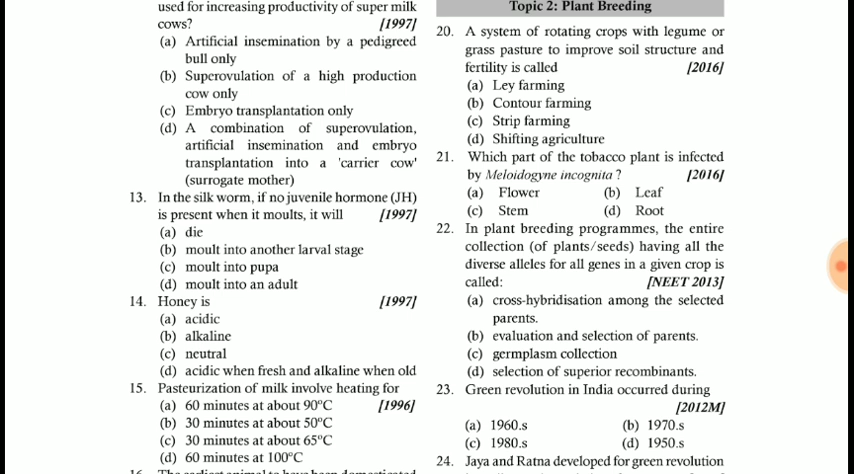 used for increasing productivity of super milk
cows? [1997]
(a) Artificial insemination by a pedigreed
bull only
(b) Superovulation of a high production
cow only
(c) Embryo transplantation only
(d) A combination of superovulation,
artificial insemination and embryo
transplantation into a 'carrier cow'
(surrogate mother)
13. In the silk worm, if no juvenile hormone (JH)
is present when it moults, it will [1997]
(a) die
(b) moult into another larval stage
(c) moult into pupa
(d) moult into an adult
14. Honey is [1997]
(a) acidic
(b) alkaline
(c) neutral
(d) acidic when fresh and alkaline when old
15. Pasteurization of milk involve heating for
(a) 60 minutes at about 90°C [1996]
(b) 30 minutes at about 50°C
(c) 30 minutes at about 65°C
(d) 60 minutes at 100°C
Topic 2: Plant Breeding
20. A system of rotating crops with legume or
grass pasture to improve soil structure and
fertility is called [2016]
(a) Ley farming
(b) Contour farming
(c) Strip farming
(d) Shifting agriculture
21. Which part of the tobacco plant is infected
by Meloidogyne incognita ? [2016]
(a) Flower (b) Leaf
(c) Stem (d) Root
22. In plant breeding programmes, the entire
collection (of plants/seeds) having all the
diverse alleles for all genes in a given crop is
called: [NEET 2013]
(a) cross-hybridisation among the selected
parents.
(b) evaluation and selection of parents.
(c) germplasm collection
(d) selection of superior recombinants.
23. Green revolution in India occurred during
[2012M]
(a) 1960.s (b) 1970.s
(c) 1980.s (d) 1950.s
24. Jaya and Ratna developed for green revolution